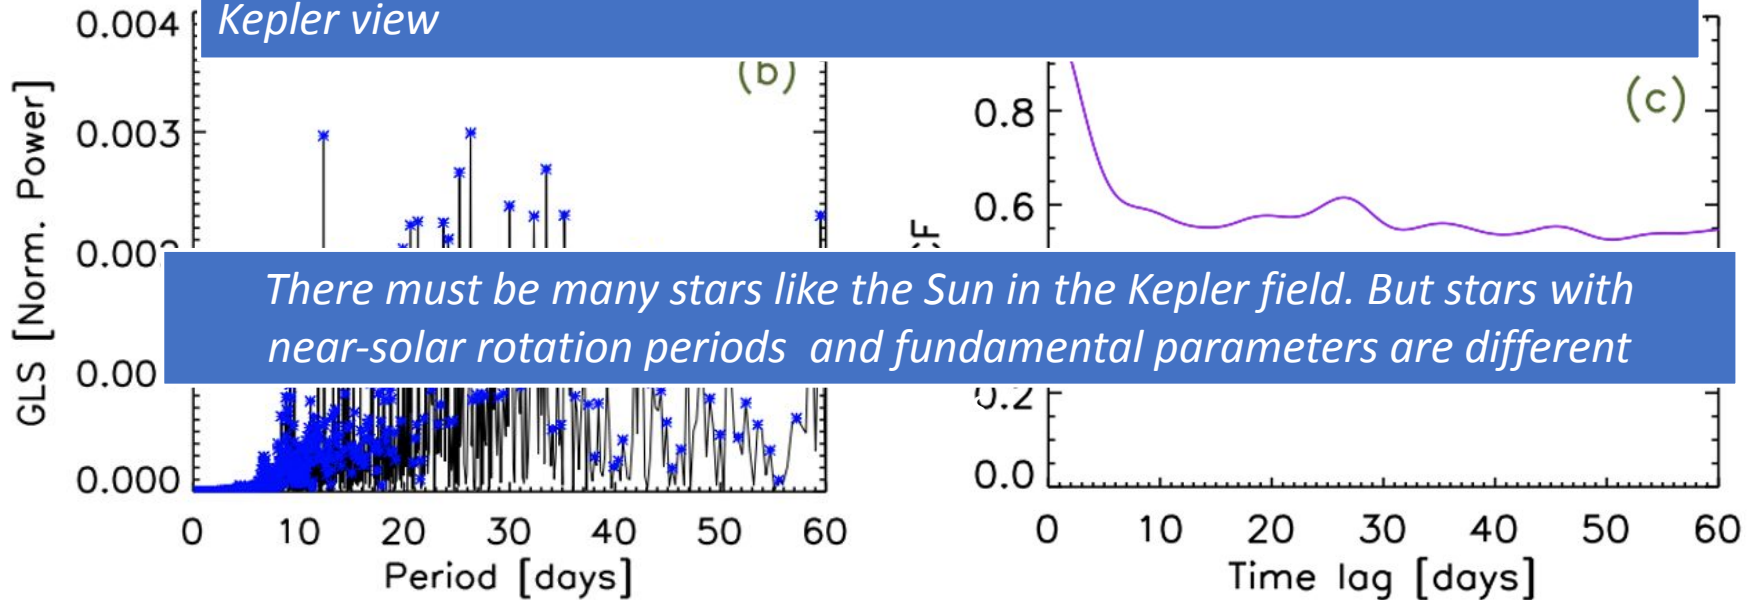 Kepler view
0.004
(b)
0.003
GLS [Norm. Power]
0.00
0.000
0 10 20 30 40 50 60
Period [days]
(c)
0.8
0.6
0.0
0 10 20 30 40 50 60
Time lag [days]
There must be many stars like the Sun in the Kepler field. But stars with
near-solar rotation periods and fundamental parameters are different